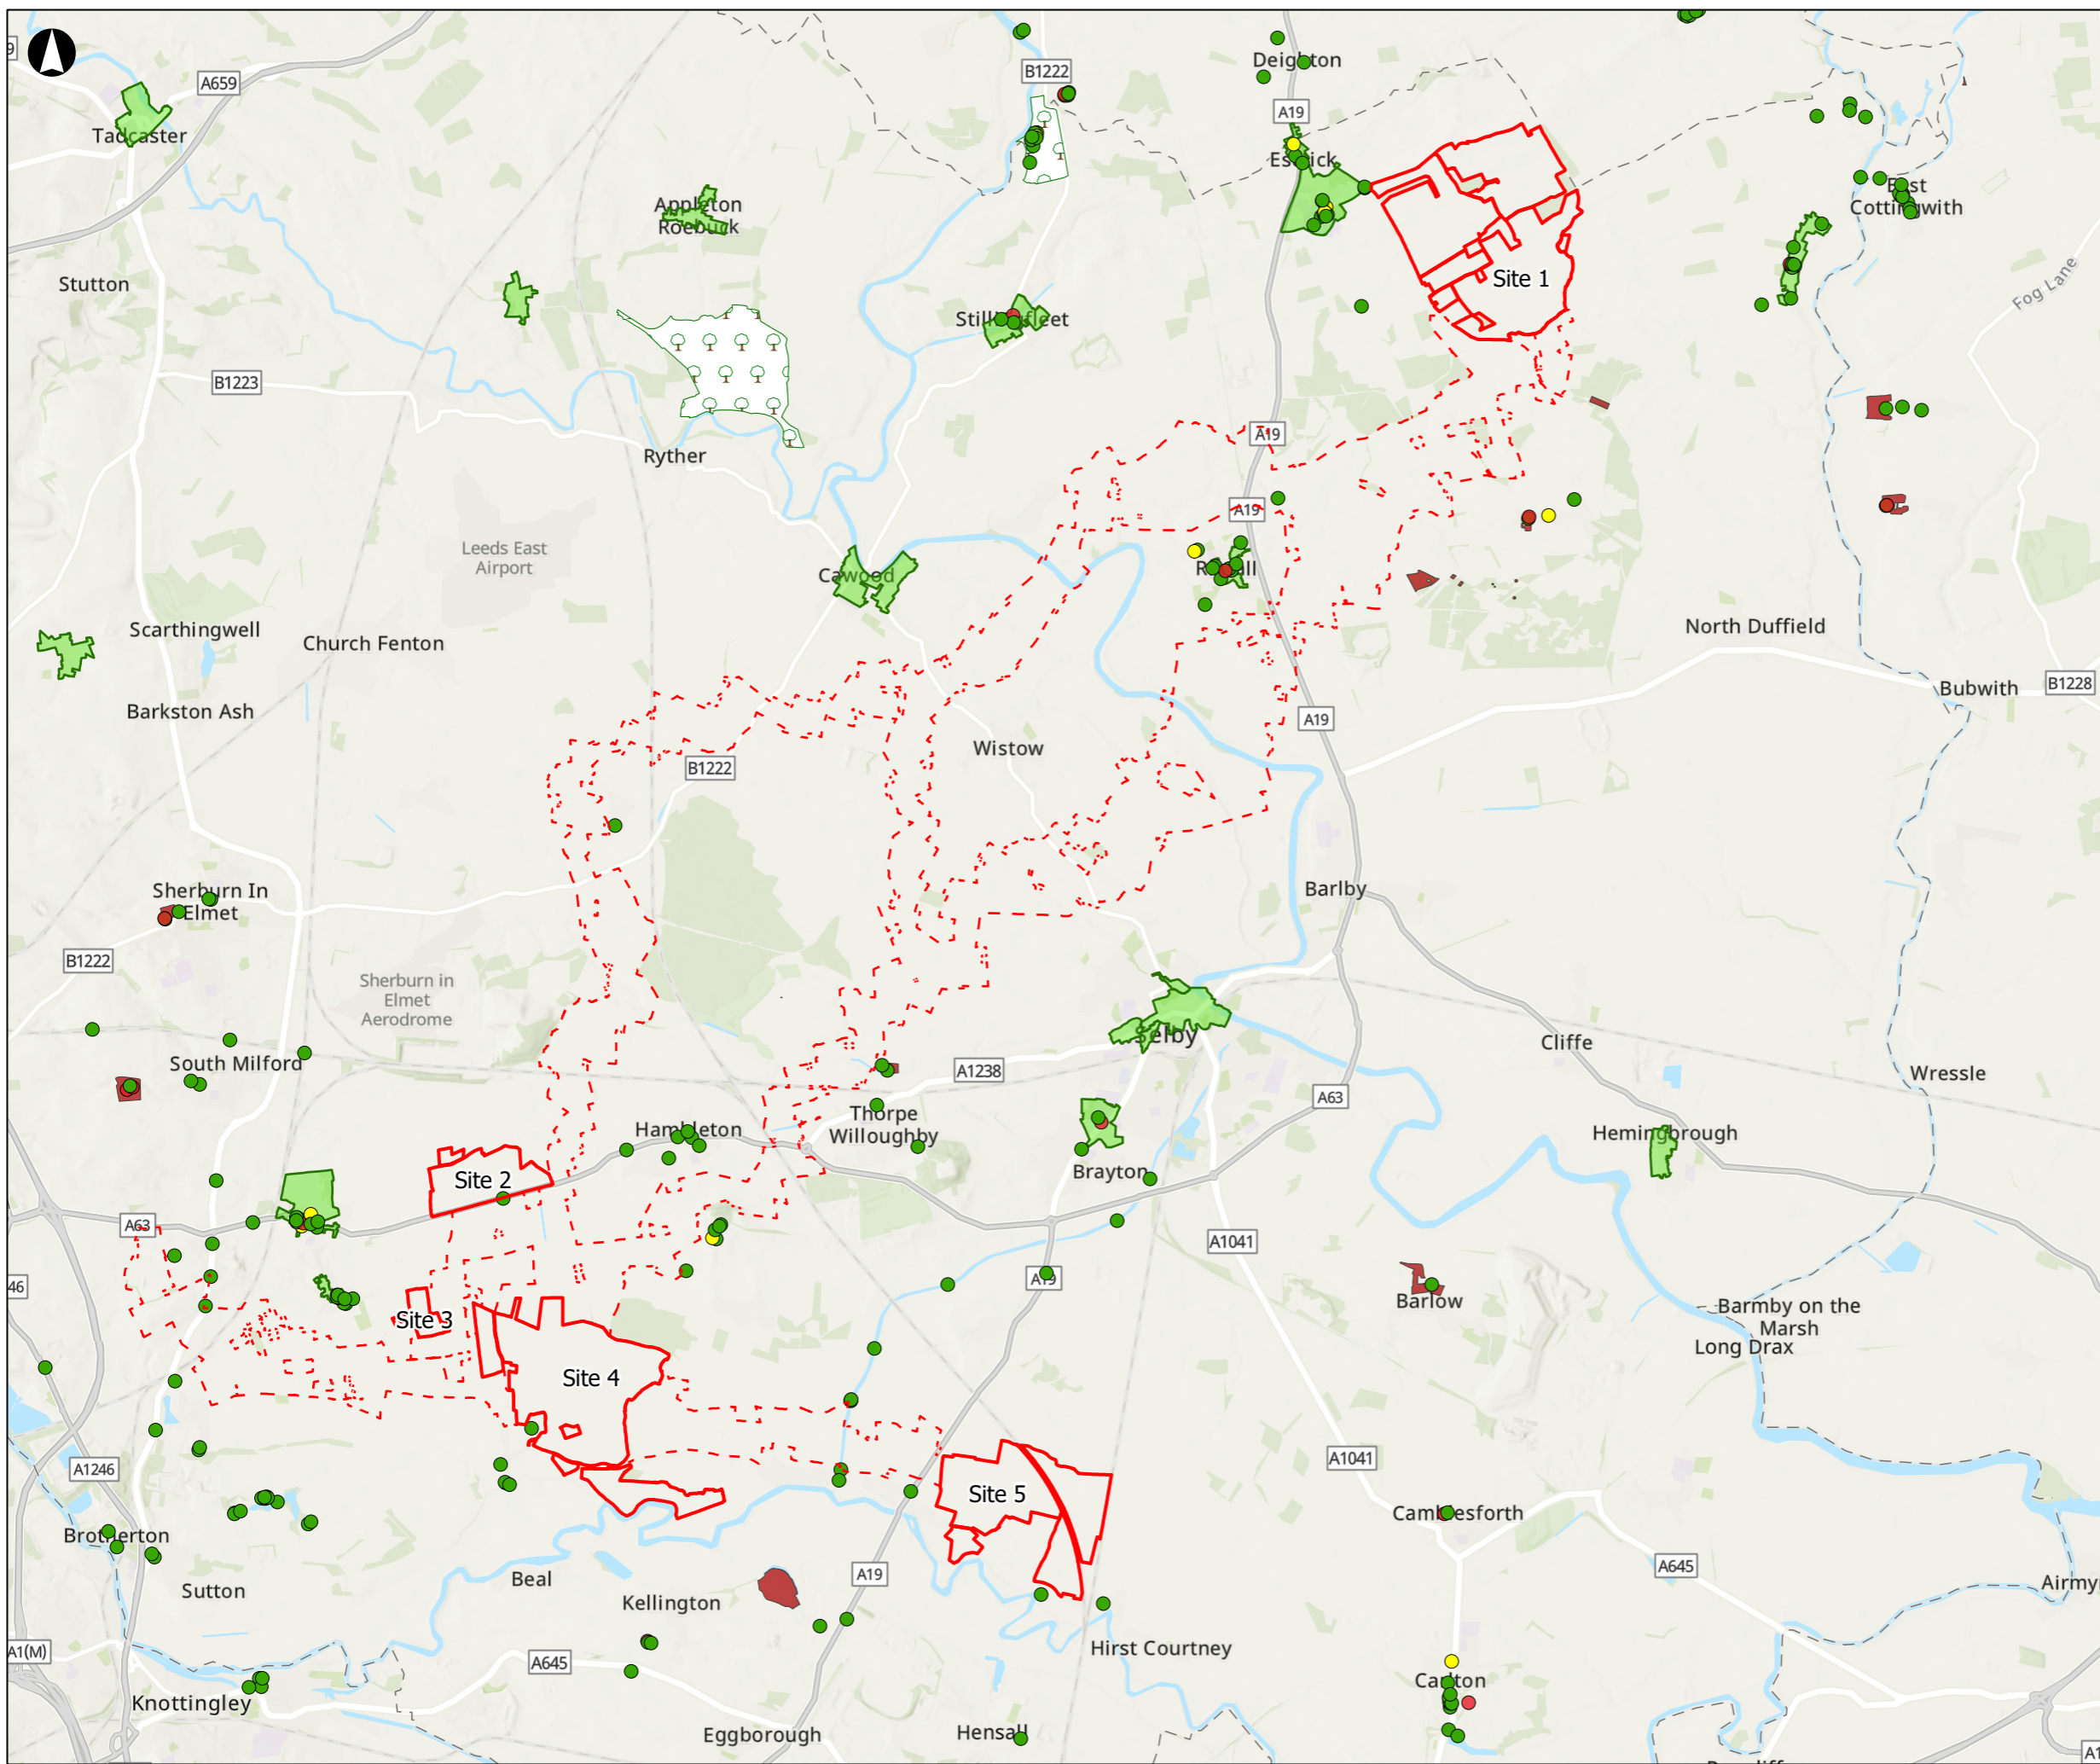 B1222
Deighton
A659
9
A19
Tadcaster
Escrick
Appleton
Roebuck
East
Cottingwith
Stutton
Site 1
Fog Lane
Stillingfleet
B1223
A19
Ryther
A19
Leeds East
Airport
Cawood
Riccall
Scarthingwell
Church Fenton
North Duffield
Barkston Ash
Bubwith
B1228
A19
Wistow
B1222
Sherburn In
Elmet
Barlby
B1222
Sherburn in
Elmet
Aerodrome
Selby
Cliffe
South Milford
A1238
Wressle
A63
Thorpe
Willoughby
Hambleton
Hemingbrough
Brayton
Site 2
A63
A1041
46
A19
Barlow
Barmby on the
Marsh
Site 3
Long Drax
Site 4
A1041
A1246
Site 5
Camblesforth
Brotherton
A645
A19
Beal
Sutton
Airmy
Kellington
A1(M)
Hirst Courtney
A645
Carlton
Knottingley
Eggborough
Hensall